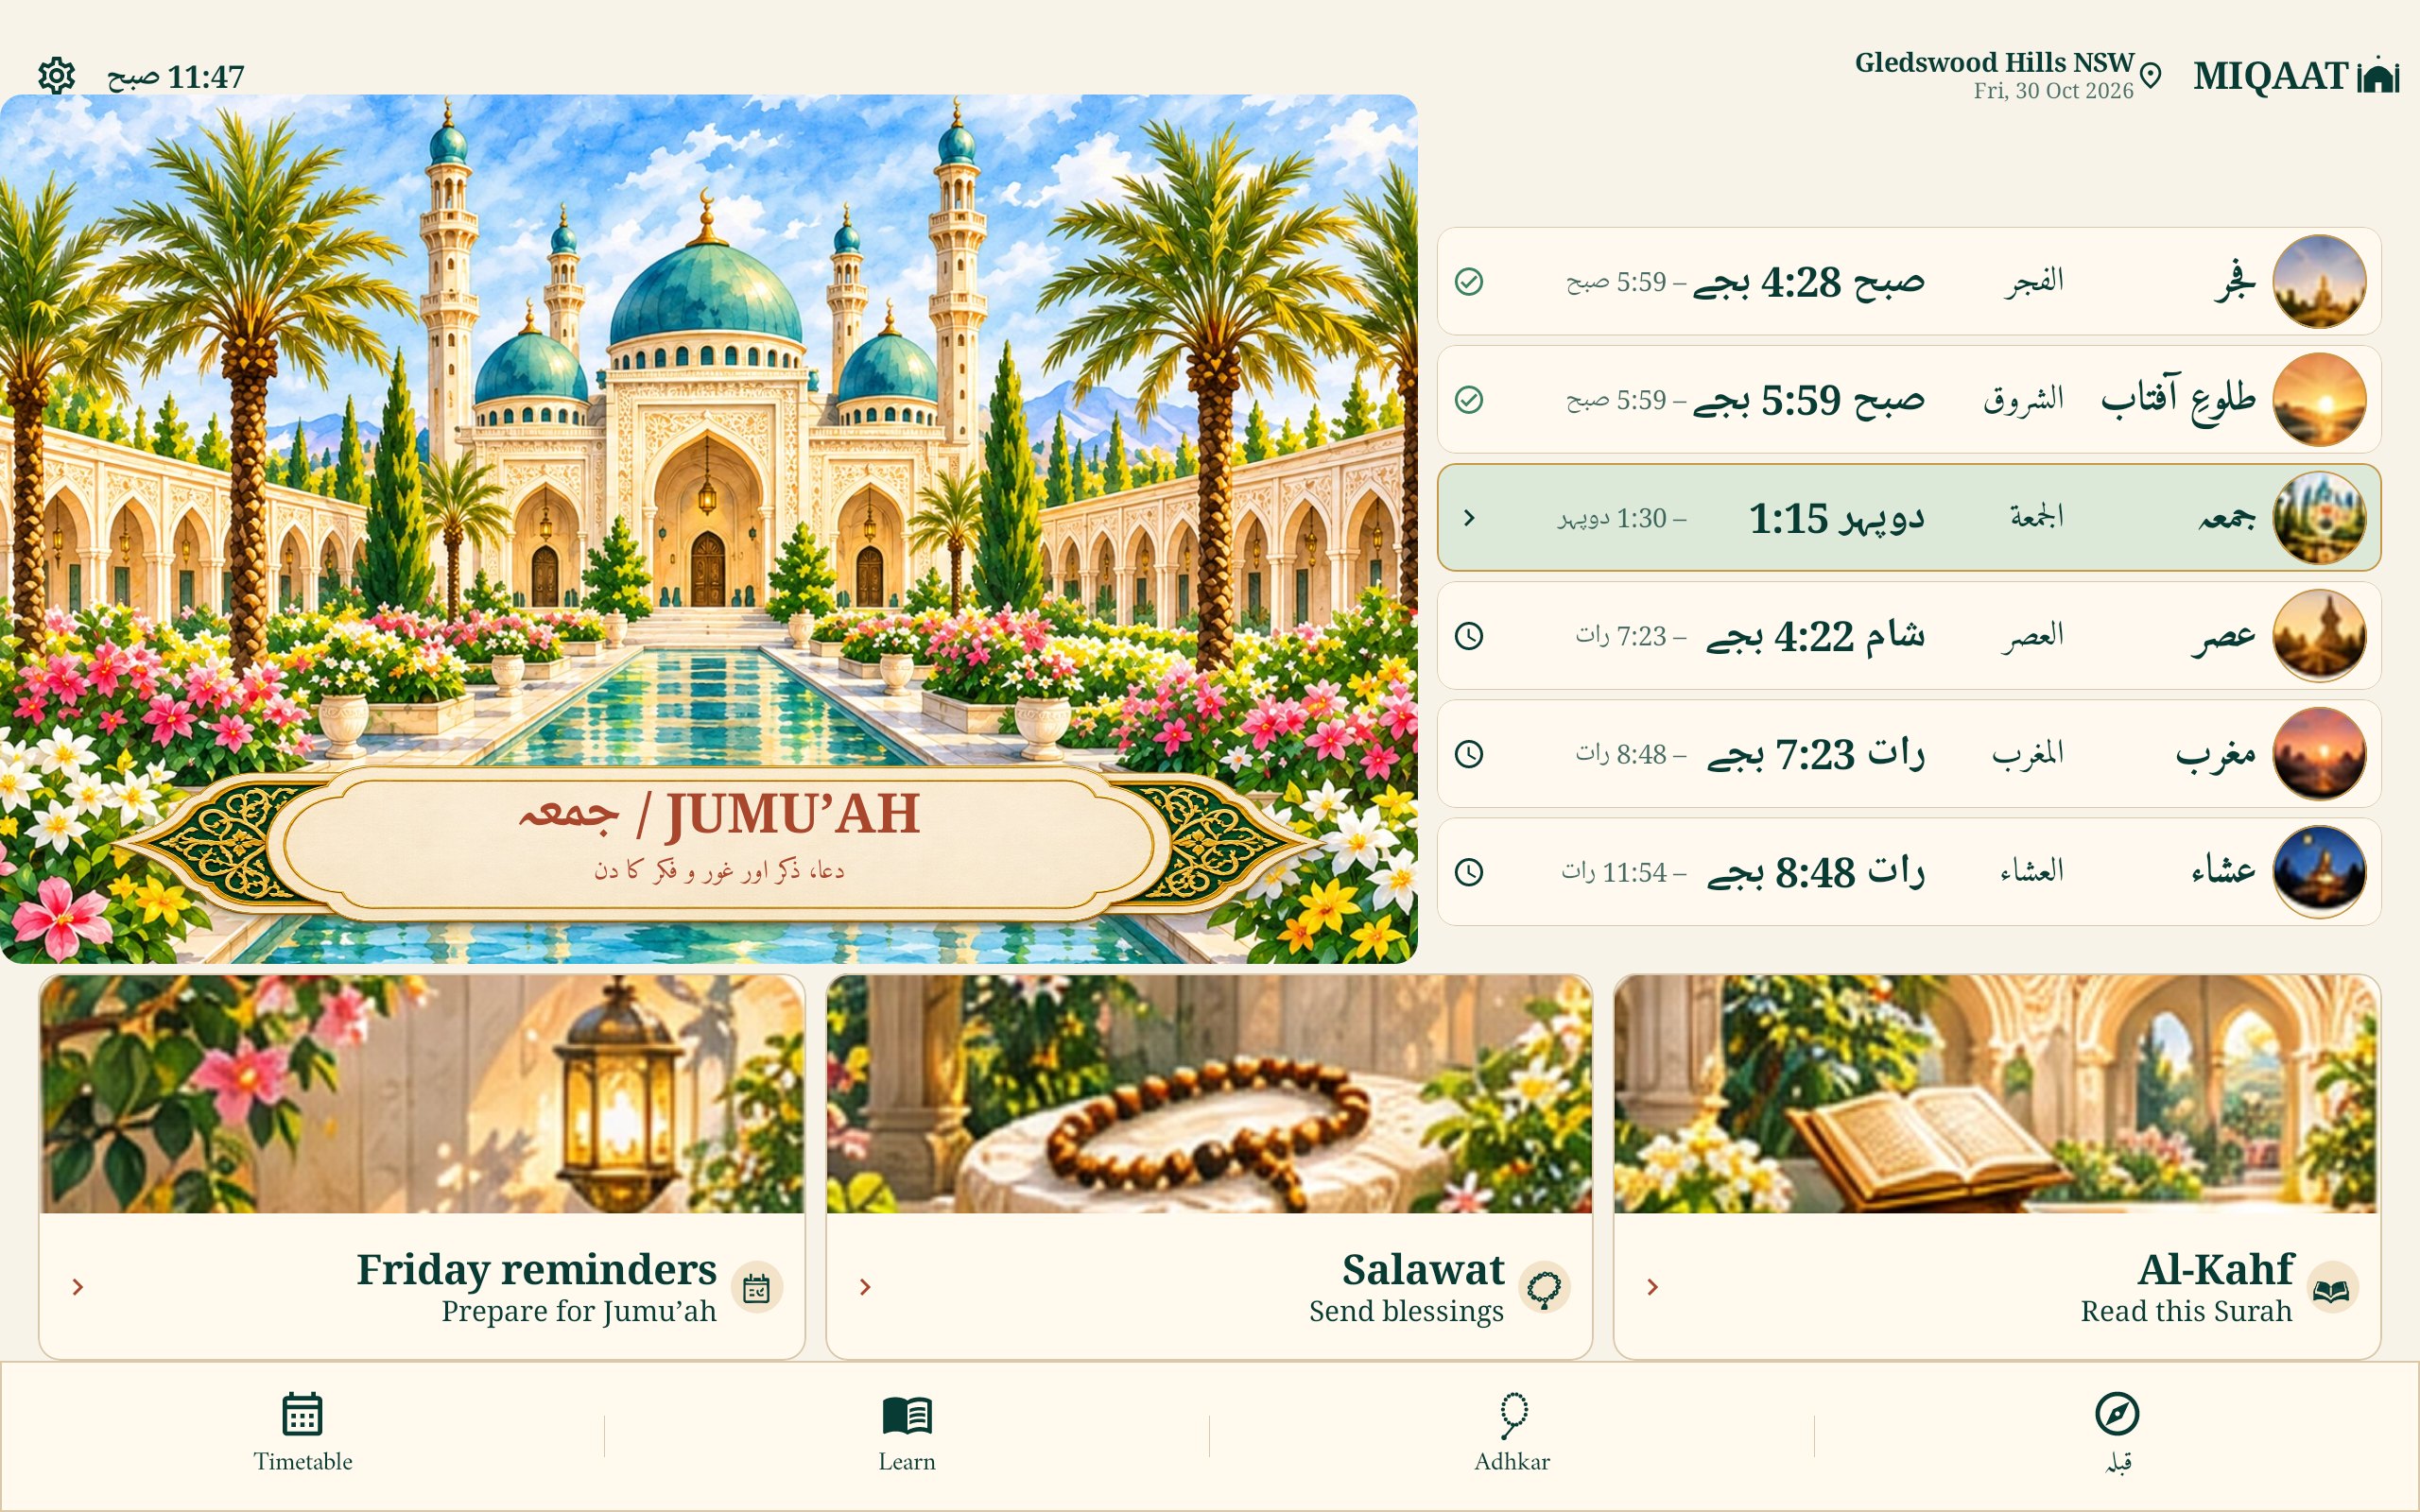 MIQAAT
Gledswood Hills NSW
Fri, 30 Oct 2026
11:47 صبح
فجر الفجر صبح 4:28 بجے – 5:59 صبح
طلوعِ آفتاب الشروق صبح 5:59 بجے – 5:59 صبح
جمعہ الجمعة دوپہر 1:15 – 1:30 دوپہر
عصر العصر شام 4:22 بجے – 7:23 رات
مغرب المغرب رات 7:23 بجے – 8:48 رات
عشاء العشاء رات 8:48 بجے – 11:54 رات
JUMU’AH / جمعہ
دعا، ذکر اور غور و فکر کا دن
Al-Kahf
Read this Surah
Salawat
Send blessings
Friday reminders
Prepare for Jumu’ah
قبلہ
Adhkar
Learn
Timetable